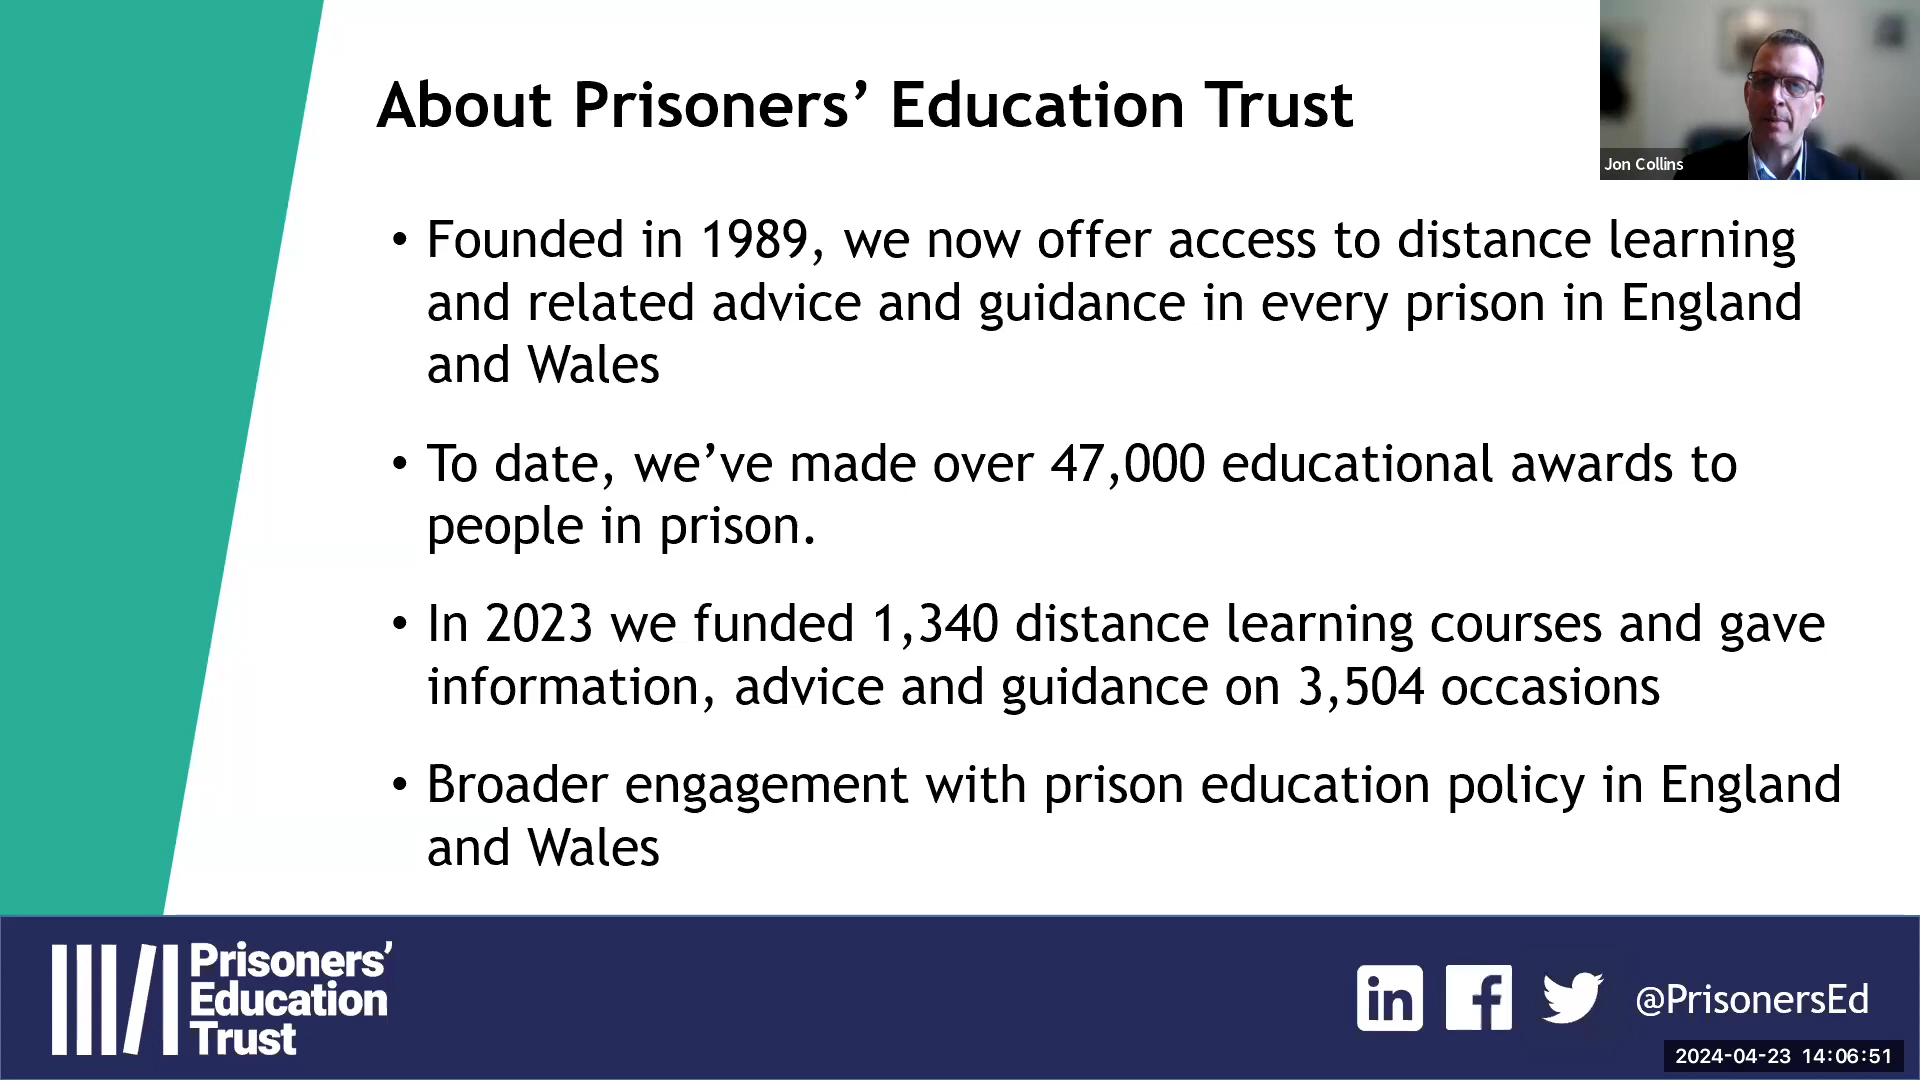 About Prisoners’ Education Trust
Jon Collins
• Founded in 1989, we now offer access to distance learning
and related advice and guidance in every prison in England
and Wales
• To date, we’ve made over 47,000 educational awards to
people in prison.
• In 2023 we funded 1,340 distance learning courses and gave
information, advice and guidance on 3,504 occasions
• Broader engagement with prison education policy in England
and Wales
Prisoners’
Education
Trust
in f @PrisonersEd
2024-04-23 14:06:51